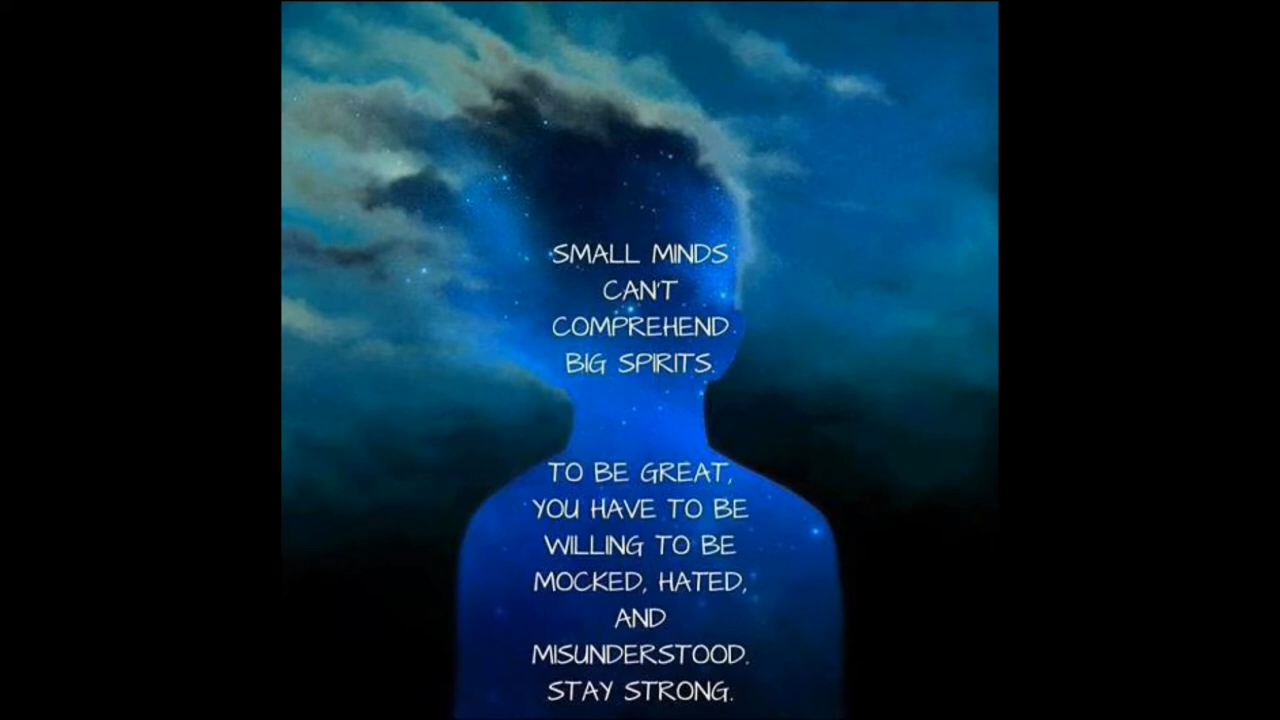 SMALL MINDS
CAN'T
COMPREHEND
BIG SPIRITS.
TO BE GREAT,
YOU HAVE TO BE
WILLING TO BE
MOCKED, HATED,
AND
MISUNDERSTOOD.
STAY STRONG.